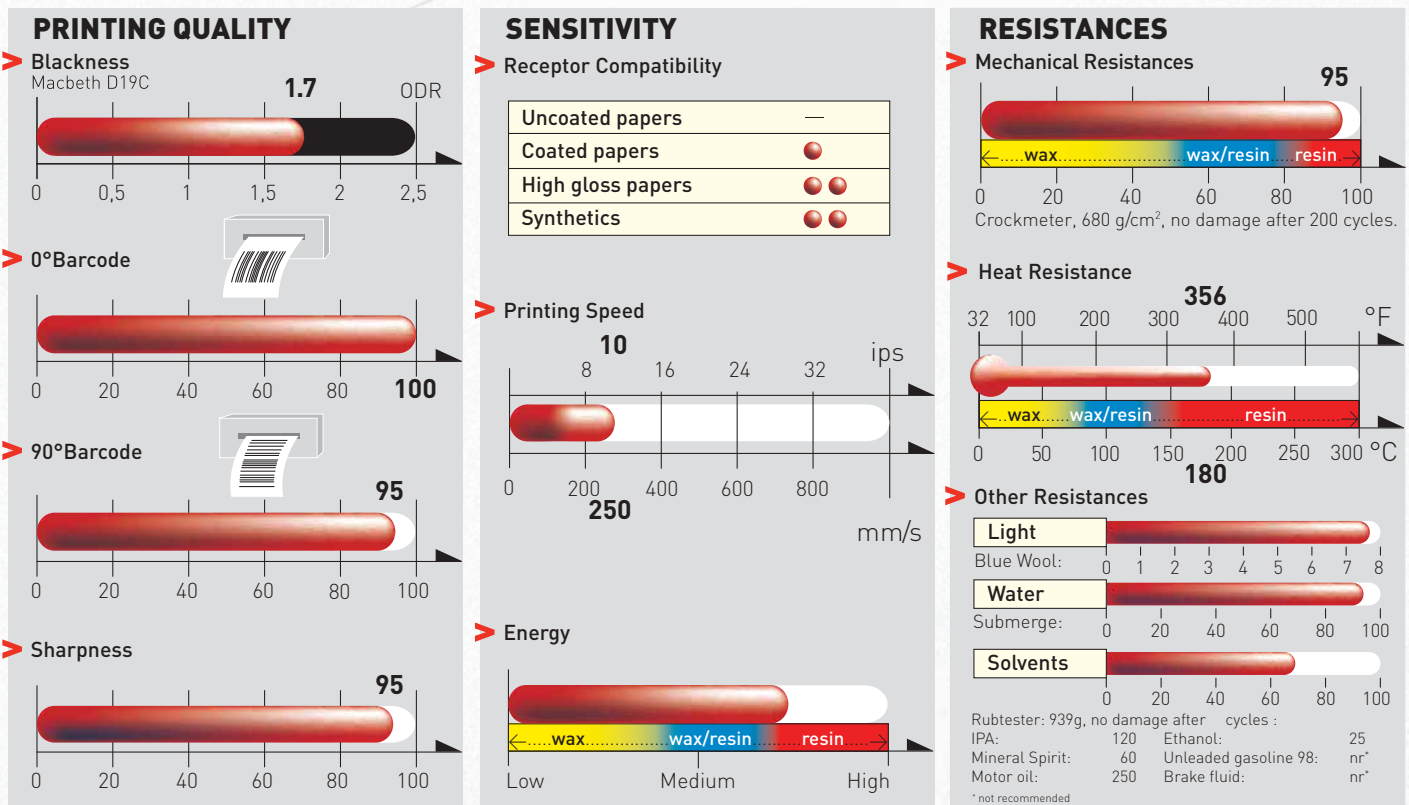 PRINTING QUALITY
> Blackness
Macbeth D19C
1.7 ODR
0 0,5 1 1,5 2 2,5
> 0°Barcode
0 20 40 60 80 100
> 90°Barcode
95
0 20 40 60 80 100
> Sharpness
95
0 20 40 60 80 100
SENSITIVITY
> Receptor Compatibility
Uncoated papers —
Coated papers
High gloss papers
Synthetics
> Printing Speed
10
8 16 24 32 ips
0 200 400 600 800
250
mm/s
> Energy
wax wax/resin resin
Low Medium High
RESISTANCES
> Mechanical Resistances
95
wax wax/resin resin
0 20 40 60 80 100
Crockmeter, 680 g/cm², no damage after 200 cycles.
> Heat Resistance
356
32 100 200 300 400 500 °F
wax wax/resin resin
0 50 100 150 200 250 300 °C
180
> Other Resistances
Light
Blue Wool: 0 1 2 3 4 5 6 7 8
Water
Submerge: 0 20 40 60 80 100
Solvents
0 20 40 60 80 100
Rubtester: 939g, no damage after cycles :
IPA: 120 Ethanol: 25
Mineral Spirit: 60 Unleaded gasoline 98: nr*
Motor oil: 250 Brake fluid: nr*
* not recommended